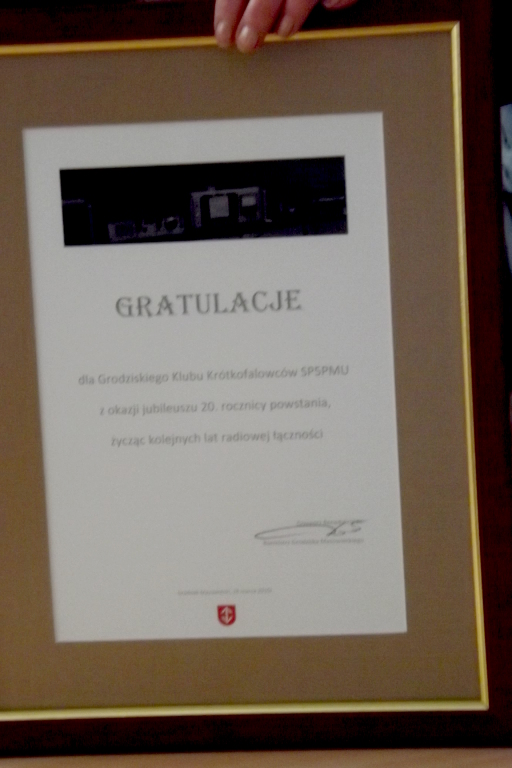 GRATULACJE
dla Grodziskiego Klubu Krótkofalowców SP5PMU
z okazji jubileuszu 20. rocznicy powstania,
życząc kolejnych lat radiowej łączności